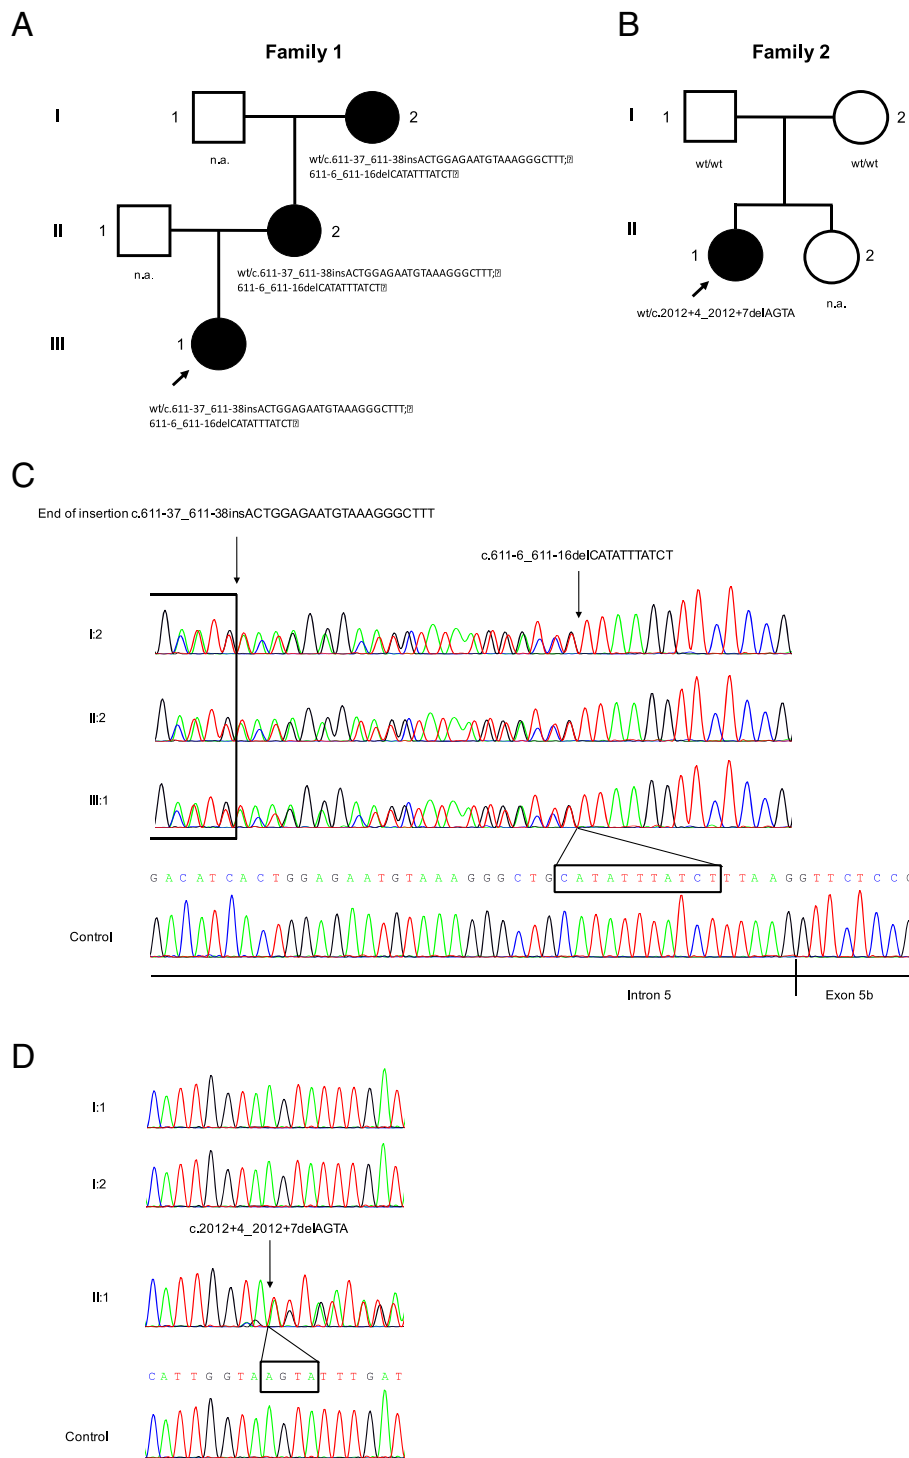 A
Family 1
B
Family 2
I
1
2
n.a.
wt/c.611-37_611-38insACTGGAGAATGTAAAGGGCTTT;
611-6_611-16delCATATTTATCT
I
1
2
wt/wt
wt/wt
II
1
2
n.a.
wt/c.611-37_611-38insACTGGAGAATGTAAAGGGCTTT;
611-6_611-16delCATATTTATCT
II
1
2
wt/c.2012+4_2012+7delAGTA
n.a.
III
1
wt/c.611-37_611-38insACTGGAGAATGTAAAGGGCTTT;
611-6_611-16delCATATTTATCT
C
End of insertion c.611-37_611-38insACTGGAGAATGTAAAGGGCTTT
c.611-6_611-16delCATATTTATCT
I:2
II:2
III:1
GACATCACTGGAGAATGTAAAGGGCTGCATATTTATCTTTAAGGTTCTCCG
Control
Intron 5
Exon 5b
D
I:1
I:2
c.2012+4_2012+7delAGTA
II:1
CATTGGTAAGTATTTGAT
Control